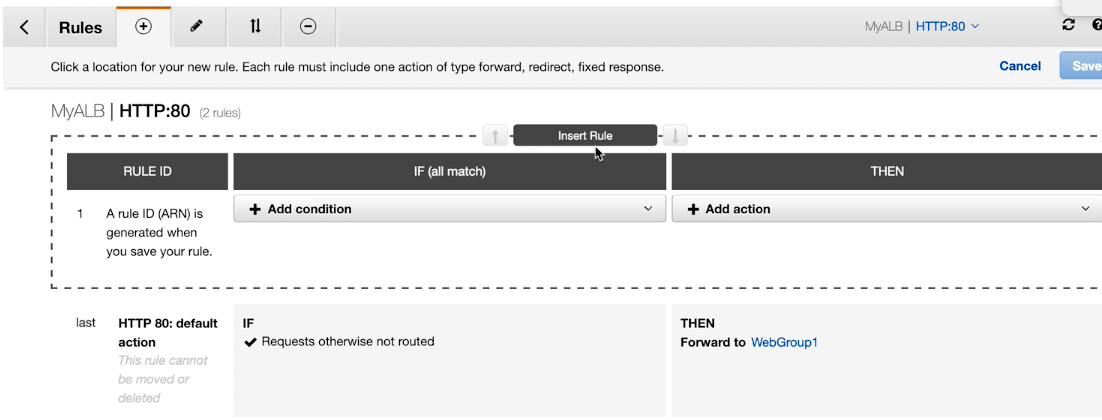 Rules
MyALB | HTTP:80
Click a location for your new rule. Each rule must include one action of type forward, redirect, fixed response.
Cancel
Save
MyALB | HTTP:80 (2 rules)
Insert Rule
RULE ID
IF (all match)
THEN
1
A rule ID (ARN) is
generated when
you save your rule.
Add condition
Add action
last
HTTP 80: default
action
This rule cannot
be moved or
deleted
IF
Requests otherwise not routed
THEN
Forward to WebGroup1